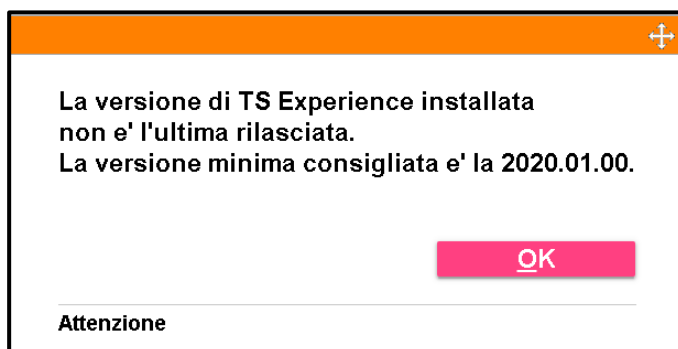 La versione di TS Experience installata
non e' l'ultima rilasciata.
La versione minima consigliata e' la 2020.01.00.
OK
Attenzione